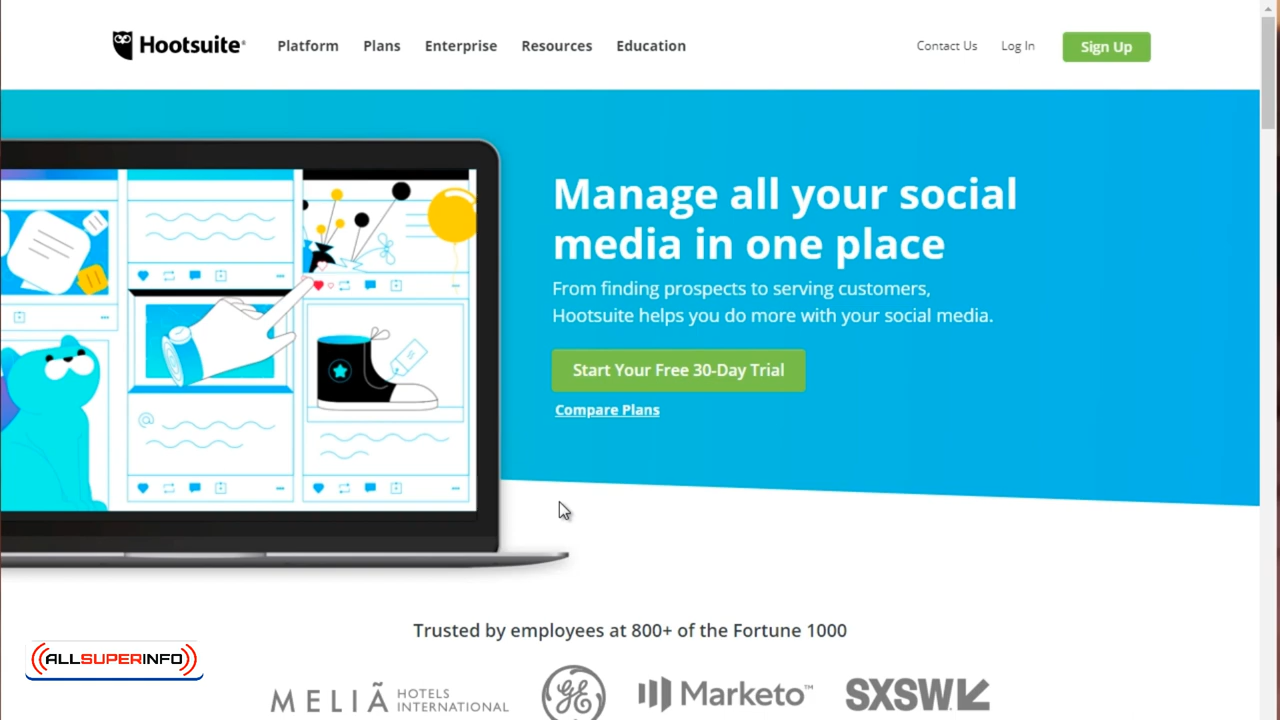 Hootsuite®
Platform
Plans
Enterprise
Resources
Education
Contact Us
Log In
Sign Up
Manage all your social
media in one place
From finding prospects to serving customers,
Hootsuite helps you do more with your social media.
Start Your Free 30-Day Trial
Compare Plans
@
Trusted by employees at 800+ of the Fortune 1000
ALLSUPERINFO
MELIÃ HOTELS
INTERNATIONAL
GE
Marketo™
SXSW.